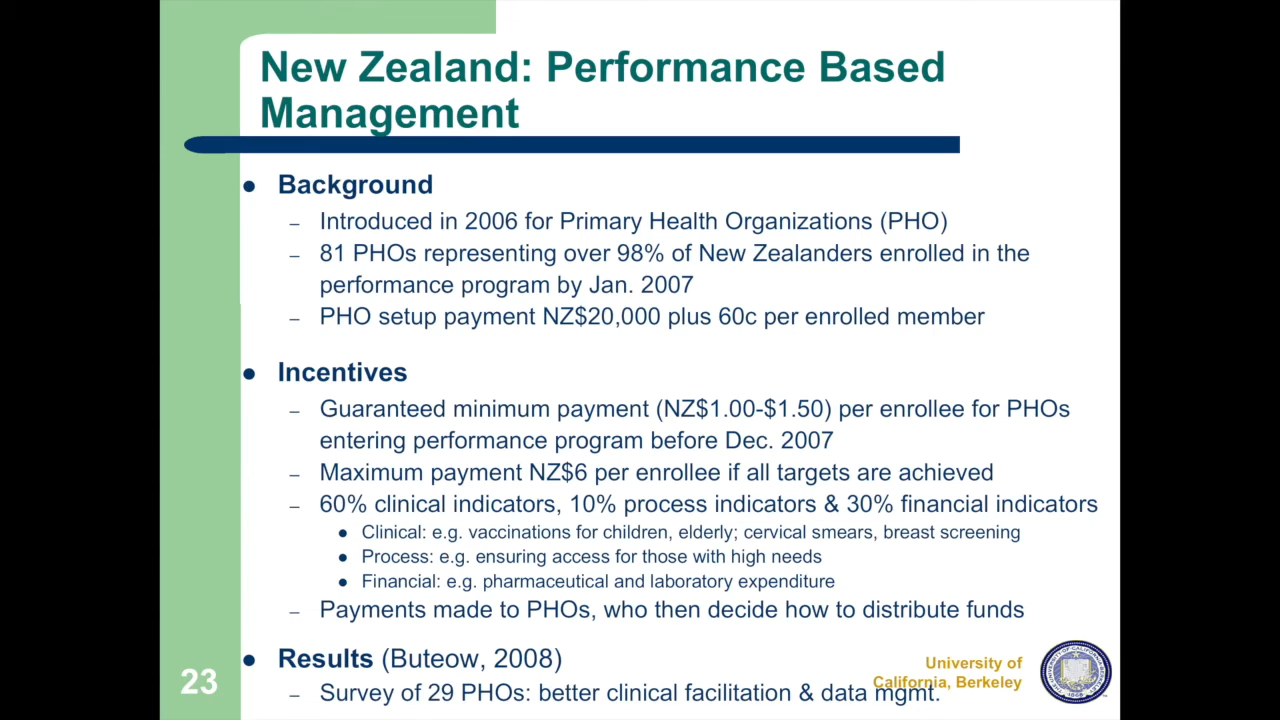 New Zealand: Performance Based
Management
● Background
– Introduced in 2006 for Primary Health Organizations (PHO)
– 81 PHOs representing over 98% of New Zealanders enrolled in the
performance program by Jan. 2007
– PHO setup payment NZ$20,000 plus 60c per enrolled member
● Incentives
– Guaranteed minimum payment (NZ$1.00-$1.50) per enrollee for PHOs
entering performance program before Dec. 2007
– Maximum payment NZ$6 per enrollee if all targets are achieved
– 60% clinical indicators, 10% process indicators & 30% financial indicators
● Clinical: e.g. vaccinations for children, elderly; cervical smears, breast screening
● Process: e.g. ensuring access for those with high needs
● Financial: e.g. pharmaceutical and laboratory expenditure
– Payments made to PHOs, who then decide how to distribute funds
● Results (Buteow, 2008)
– Survey of 29 PHOs: better clinical facilitation & data mgmt.
23
University of
California, Berkeley